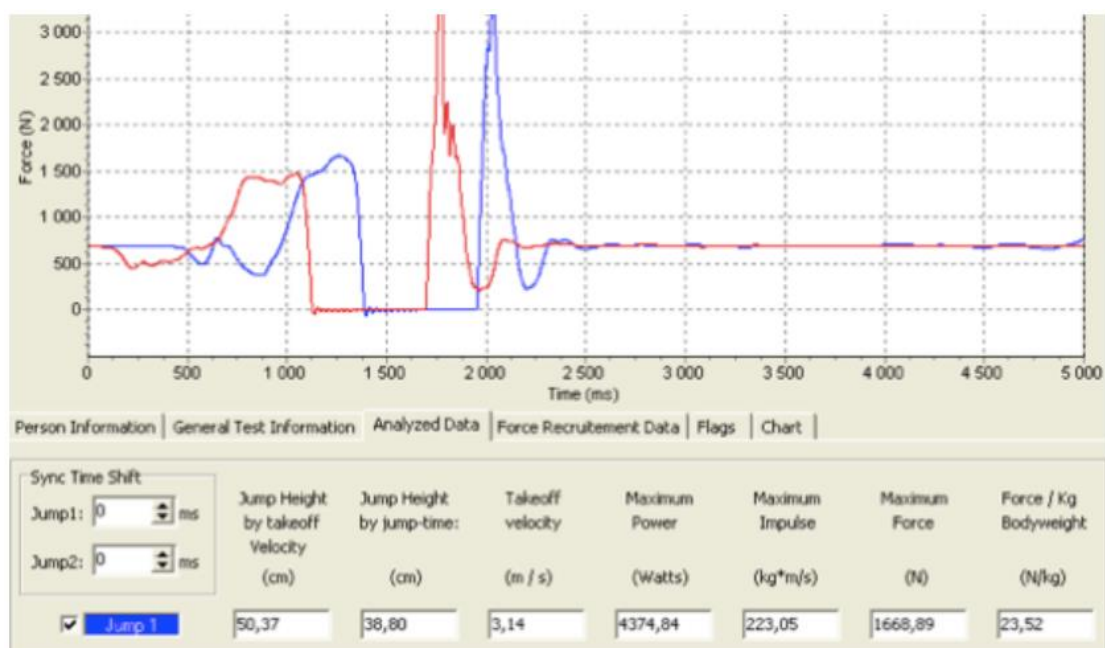 3 000
2 500
2 000
1 500
1 000
500
0
Force (N)
0 500 1 000 1 500 2 000 2 500 3 000 3 500 4 000 4 500 5 000
Time (ms)
Person Information | General Test Information | Analyzed Data | Force Recruitement Data | Flags | Chart |
Sync Time Shift
Jump1: 0 ms
Jump2: 0 ms
Jump Height by takeoff Velocity (cm)
Jump Height by jump-time: (cm)
Takeoff velocity (m / s)
Maximum Power (Watts)
Maximum Impulse (kg*m/s)
Maximum Force (N)
Force / Kg Bodyweight (N/kg)
Jump 1 50,37 38,80 3,14 4374,84 223,05 1668,89 23,52